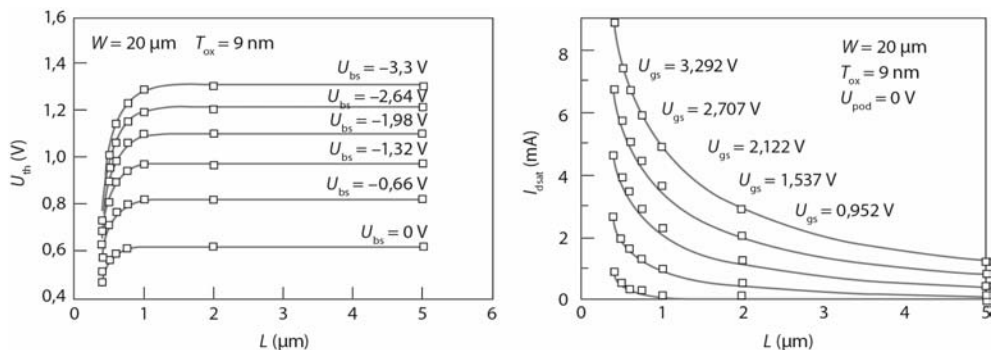 1,6
1,4
1,2
1,0
0,8
0,6
0,4
U_th (V)
W = 20 μm T_ox = 9 nm
U_bs = –3,3 V
U_bs = –2,64 V
U_bs = –1,98 V
U_bs = –1,32 V
U_bs = –0,66 V
U_bs = 0 V
0 1 2 3 4 5 6
L (μm)
8
6
4
2
0
I_dsat (mA)
W = 20 μm
T_ox = 9 nm
U_pod = 0 V
U_gs = 3,292 V
U_gs = 2,707 V
U_gs = 2,122 V
U_gs = 1,537 V
U_gs = 0,952 V
0 1 2 3 4 5
L (μm)